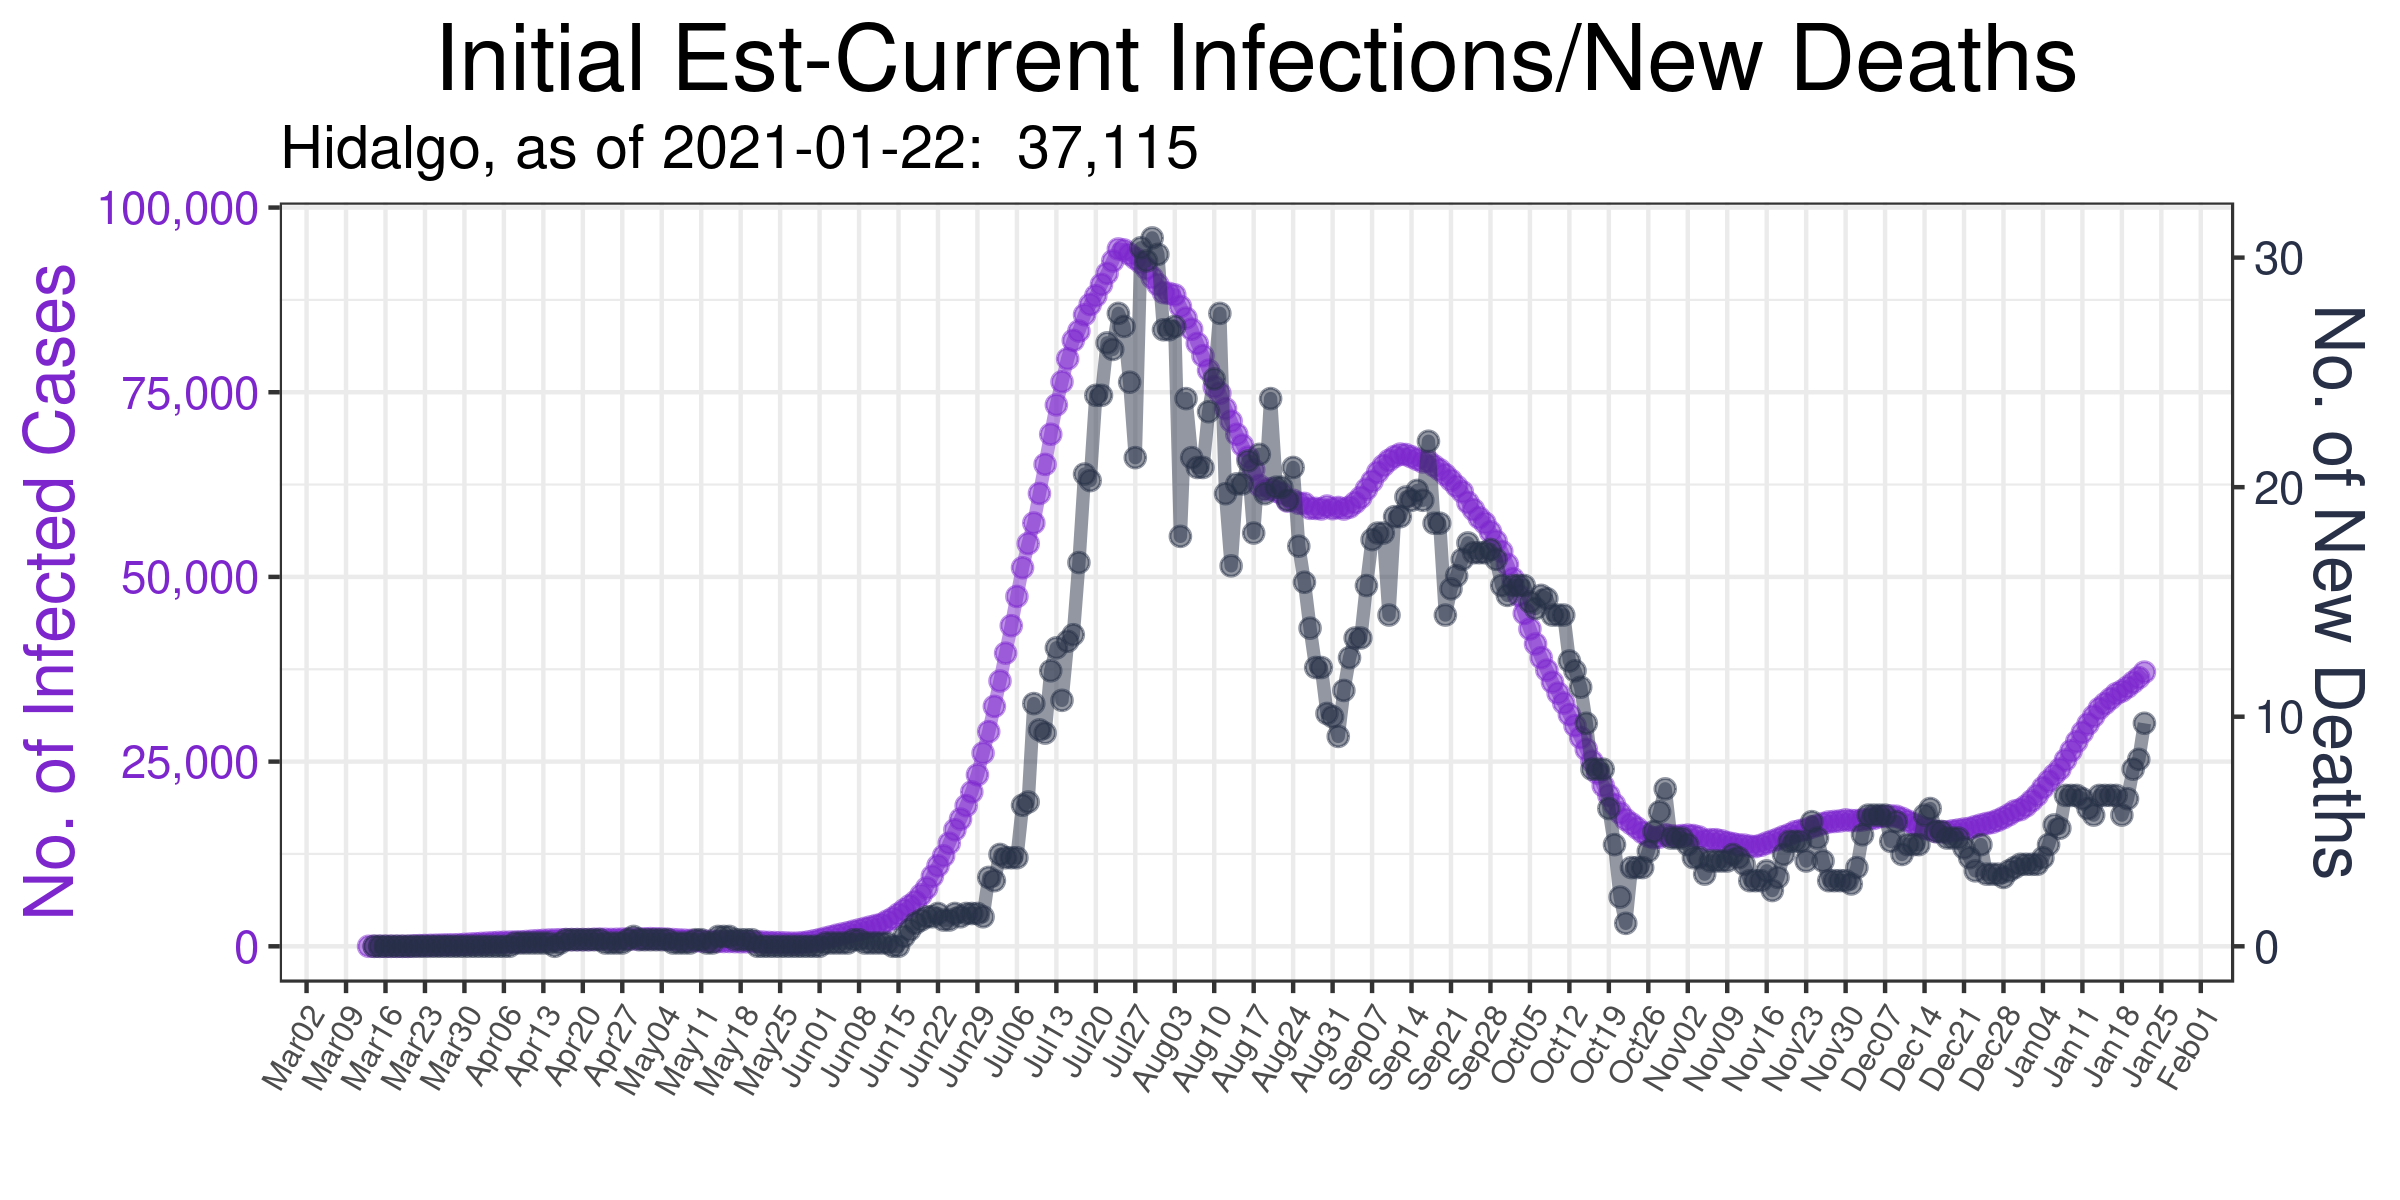 Initial Est-Current Infections/New Deaths
Hidalgo, as of 2021-01-22:  37,115
No. of Infected Cases
100,000
75,000
50,000
25,000
0
30
20
10
0
No. of New Deaths
Mar02
Mar09
Mar16
Mar23
Mar30
Apr06
Apr13
Apr20
Apr27
May04
May11
May18
May25
Jun01
Jun08
Jun15
Jun22
Jun29
Jul06
Jul13
Jul20
Jul27
Aug03
Aug10
Aug17
Aug24
Aug31
Sep07
Sep14
Sep21
Sep28
Oct05
Oct12
Oct19
Oct26
Nov02
Nov09
Nov16
Nov23
Nov30
Dec07
Dec14
Dec21
Dec28
Jan04
Jan11
Jan18
Jan25
Feb01